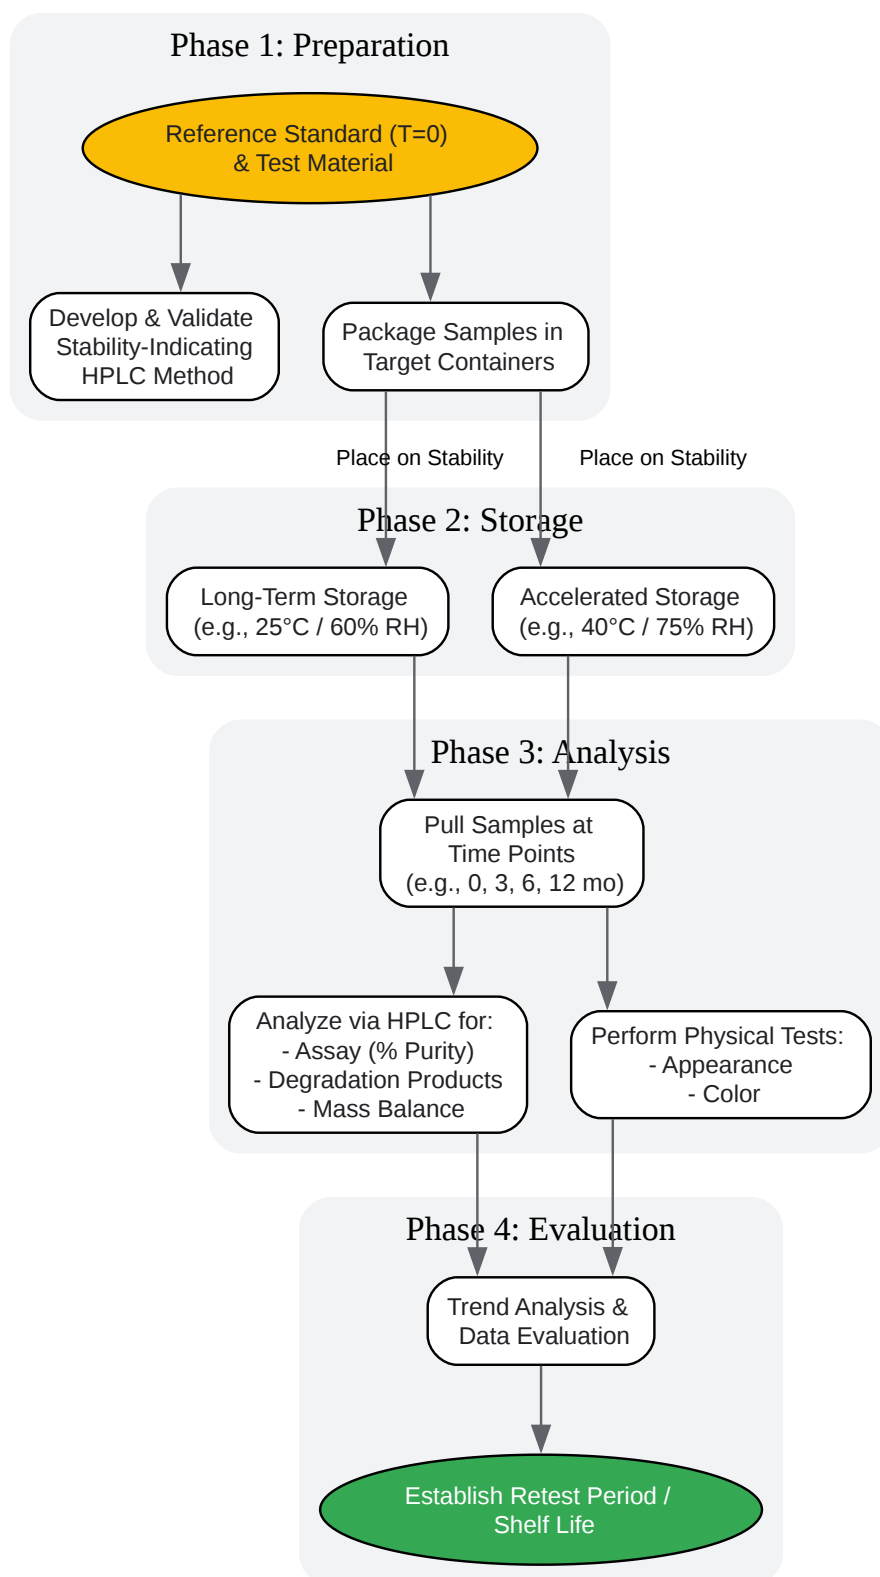 Phase 1: Preparation
Reference Standard (T=0)
& Test Material
Develop & Validate
Stability-Indicating
HPLC Method
Package Samples in
Target Containers
Place on Stability
Place on Stability
Phase 2: Storage
Long-Term Storage
(e.g., 25°C / 60% RH)
Accelerated Storage
(e.g., 40°C / 75% RH)
Phase 3: Analysis
Pull Samples at
Time Points
(e.g., 0, 3, 6, 12 mo)
Analyze via HPLC for:
- Assay (% Purity)
- Degradation Products
- Mass Balance
Perform Physical Tests:
- Appearance
- Color
Phase 4: Evaluation
Trend Analysis &
Data Evaluation
Establish Retest Period /
Shelf Life